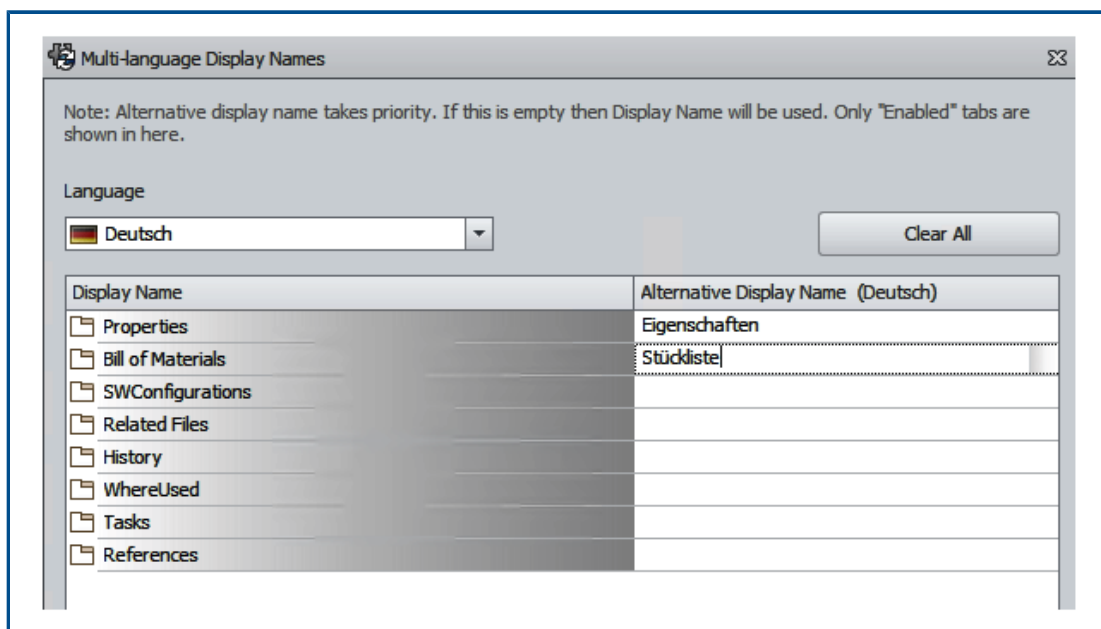 Multi-language Display Names
Note: Alternative display name takes priority. If this is empty then Display Name will be used. Only "Enabled" tabs are
shown in here.
Language
Deutsch
Clear All
Display Name
Alternative Display Name (Deutsch)
Properties
Eigenschaften
Bill of Materials
Stückliste
SWConfigurations
Related Files
History
WhereUsed
Tasks
References